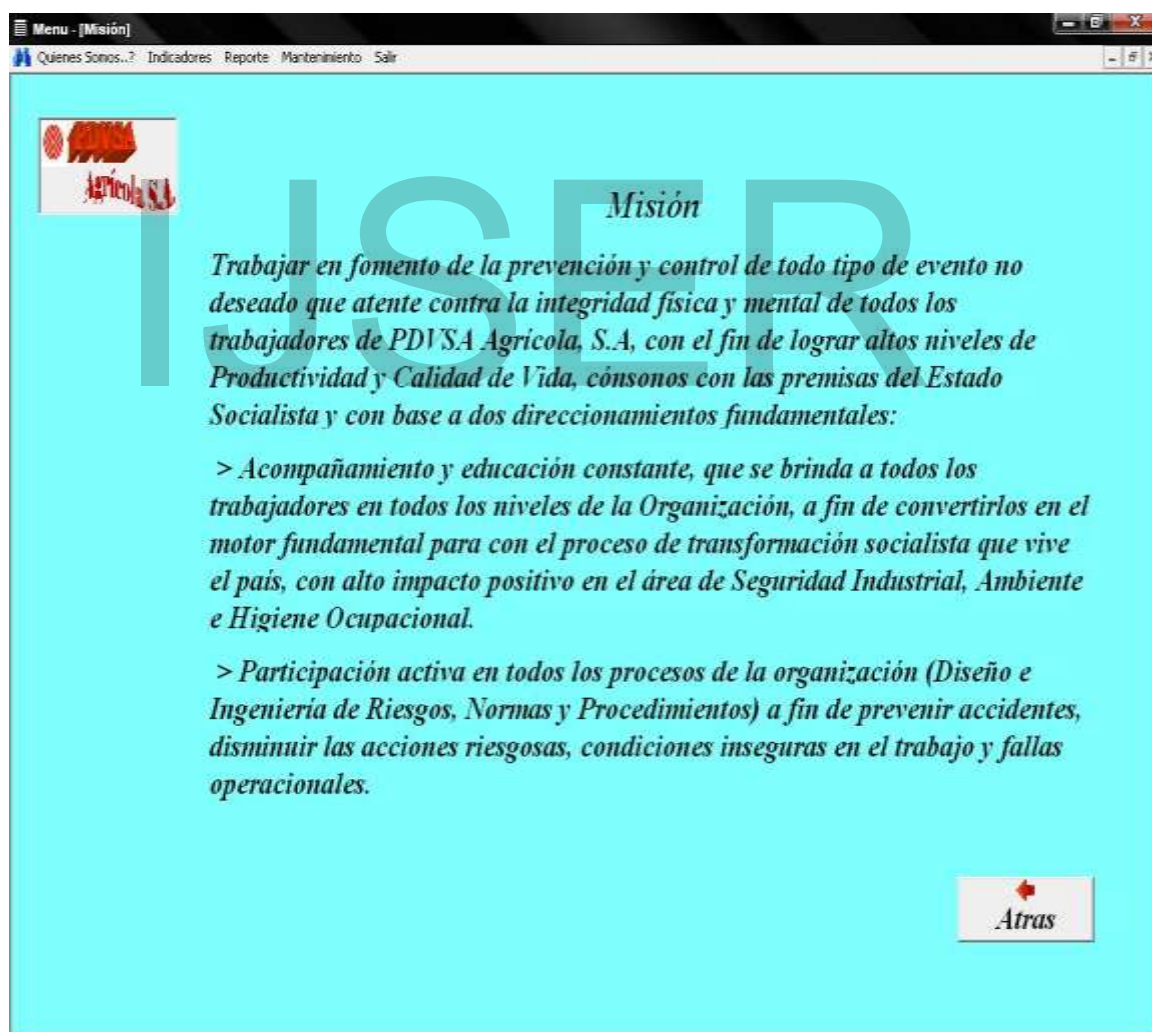 Menu - [Misión]
Quienes Somos..? Indicadores Reporte Mantenimiento Salir
PDVSA
Agrícola S.A
IJSER
Misión
Trabajar en fomento de la prevención y control de todo tipo de evento no
deseado que atente contra la integridad física y mental de todos los
trabajadores de PDVSA Agrícola, S.A, con el fin de lograr altos niveles de
Productividad y Calidad de Vida, cónsonos con las premisas del Estado
Socialista y con base a dos direccionamientos fundamentales:
> Acompañamiento y educación constante, que se brinda a todos los
trabajadores en todos los niveles de la Organización, a fin de convertirlos en el
motor fundamental para con el proceso de transformación socialista que vive
el país, con alto impacto positivo en el área de Seguridad Industrial, Ambiente
e Higiene Ocupacional.
> Participación activa en todos los procesos de la organización (Diseño e
Ingeniería de Riesgos, Normas y Procedimientos) a fin de prevenir accidentes,
disminuir las acciones riesgosas, condiciones inseguras en el trabajo y fallas
operacionales.
Atras